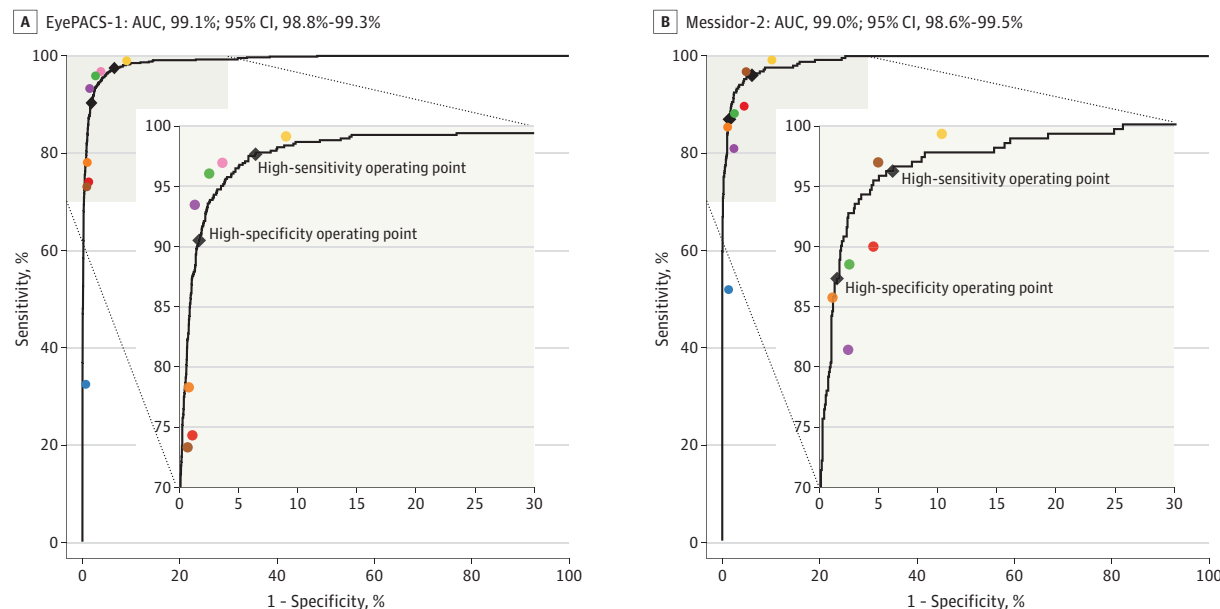 A EyePACS-1: AUC, 99.1%; 95% CI, 98.8%-99.3%
100
80
60
40
20
0
Sensitivity, %
0 20 40 60 80 100
1 - Specificity, %
100
95
90
85
80
75
70
0 5 10 15 20 25 30
High-sensitivity operating point
High-specificity operating point
B Messidor-2: AUC, 99.0%; 95% CI, 98.6%-99.5%
100
80
60
40
20
0
Sensitivity, %
0 20 40 60 80 100
1 - Specificity, %
100
95
90
85
80
75
70
0 5 10 15 20 25 30
High-sensitivity operating point
High-specificity operating point